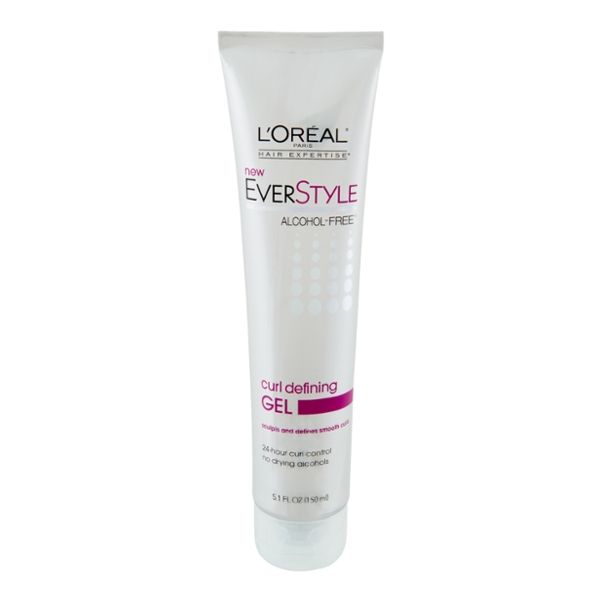 L'ORÉAL®
PARIS
HAIR EXPERTISE®
new
EVERSTYLE
ALCOHOL-FREE™
curl defining
GEL
sculpts and defines smooth curls
24-hour curl control
no drying alcohols
5.1 FL OZ (150 ml)